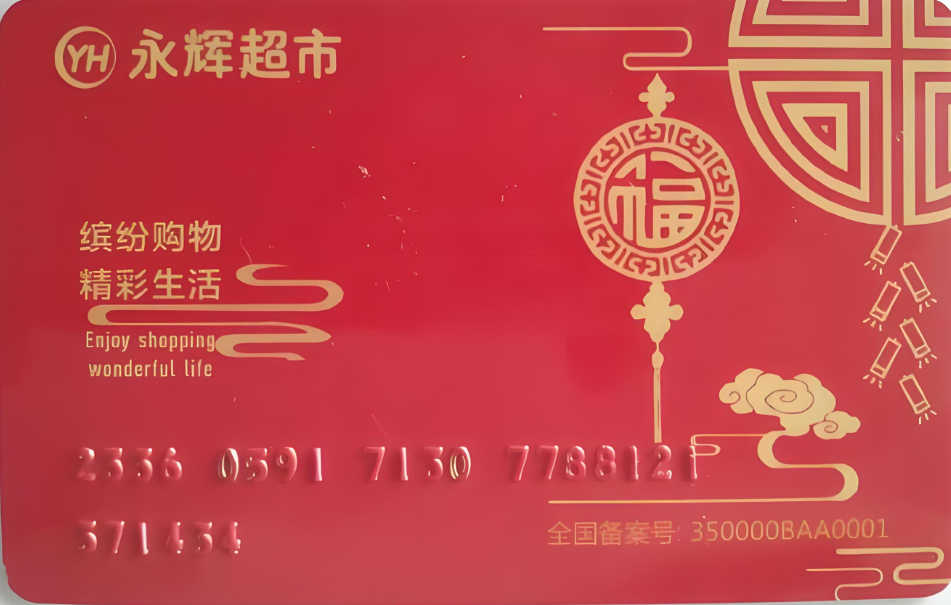 YH 永辉超市
福
缤纷购物
精彩生活
Enjoy shopping
wonderful life
2336 0591 7130 7788121
371434
全国备案号: 350000BAA0001